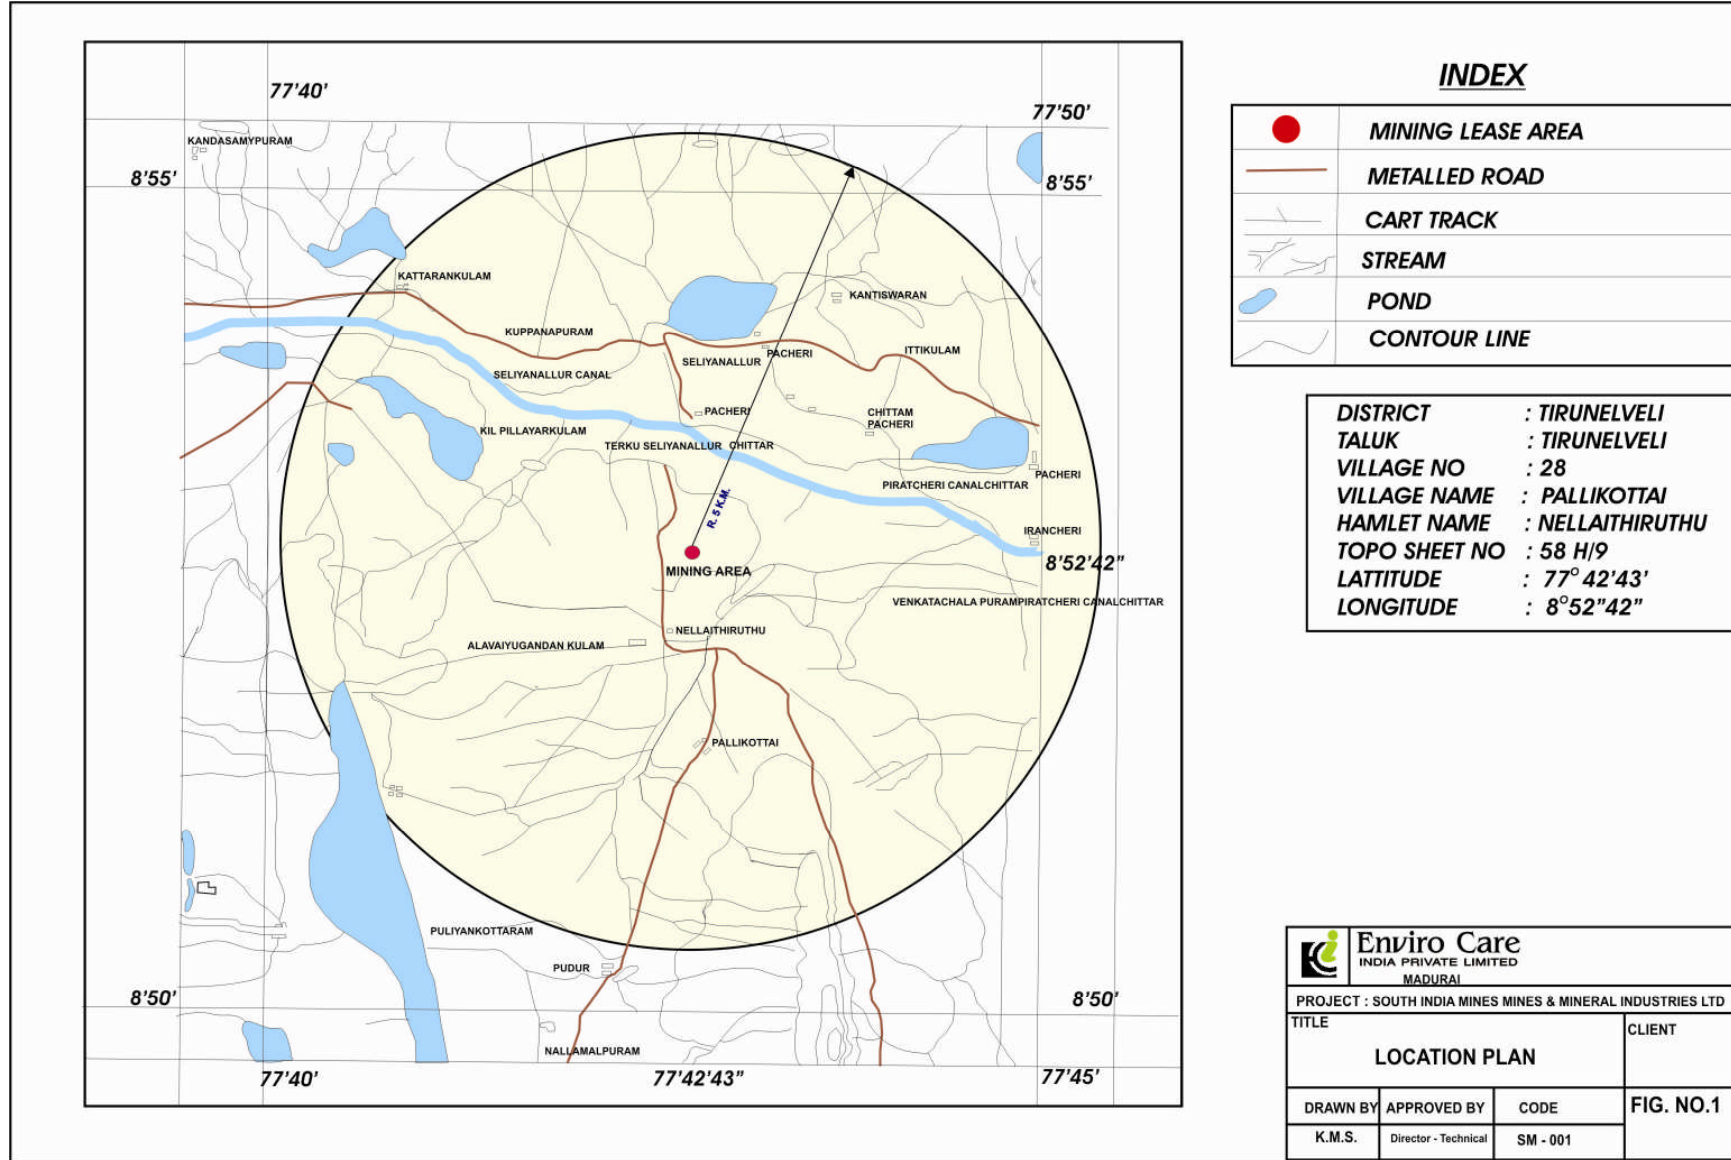 77'40'
77'50'
KANDASAMYPURAM
8'55'
8'55'
KATTARANKULAM
KANTISWARAN
KUPPANAPURAM
SELIYANALLUR
PACHERI
ITTIKULAM
SELIYANALLUR CANAL
PACHERI
CHITTAM
PACHERI
KIL PILLAYARKULAM
TERKU SELIYANALLUR CHITTAR
PACHERI
PIRATCHERI CANALCHITTAR
R. 5 K.M.
IRANCHERI
8'52'42"
MINING AREA
VENKATACHALA PURAMPIRATCHERI CANALCHITTAR
NELLAITHIRUTHU
ALAVAIYUGANDAN KULAM
PALLIKOTTAI
PULIYANKOTTARAM
PUDUR
8'50'
8'50'
NALLAMALPURAM
77'40'
77'42'43"
77'45'
INDEX
MINING LEASE AREA
METALLED ROAD
CART TRACK
STREAM
POND
CONTOUR LINE
DISTRICT : TIRUNELVELI
TALUK : TIRUNELVELI
VILLAGE NO : 28
VILLAGE NAME : PALLIKOTTAI
HAMLET NAME : NELLAITHIRUTHU
TOPO SHEET NO : 58 H/9
LATTITUDE : 77°42'43'
LONGITUDE : 8°52"42"
Enviro Care
INDIA PRIVATE LIMITED
MADURAI
PROJECT : SOUTH INDIA MINES MINES & MINERAL INDUSTRIES LTD
TITLE
CLIENT
LOCATION PLAN
DRAWN BY APPROVED BY CODE FIG. NO.1
K.M.S. Director - Technical SM - 001